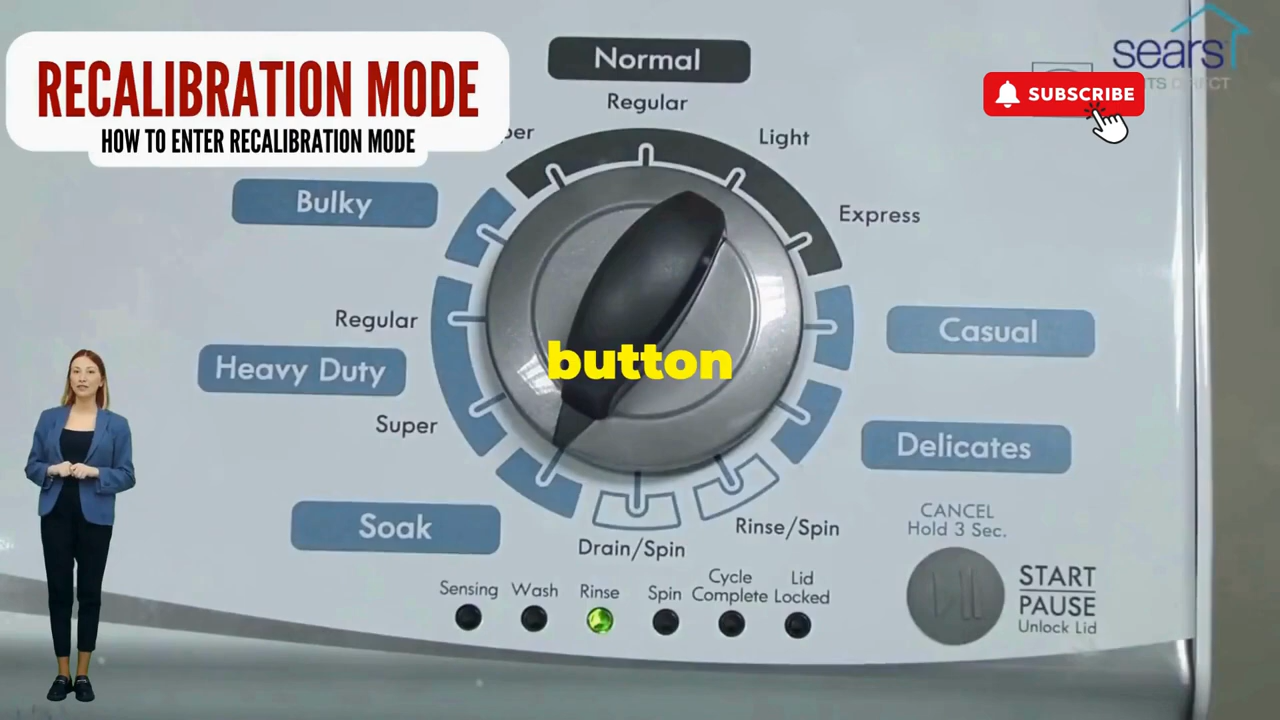 RECALIBRATION MODE
HOW TO ENTER RECALIBRATION MODE
Normal
sears
SUBSCRIBE
Regular
Light
Bulky
Express
Regular
Casual
Heavy Duty
button
Super
Delicates
Soak
Rinse/Spin
CANCEL
Hold 3 Sec.
Drain/Spin
Sensing
Wash
Rinse
Spin
Cycle
Complete
Lid
Locked
START
PAUSE
Unlock Lid